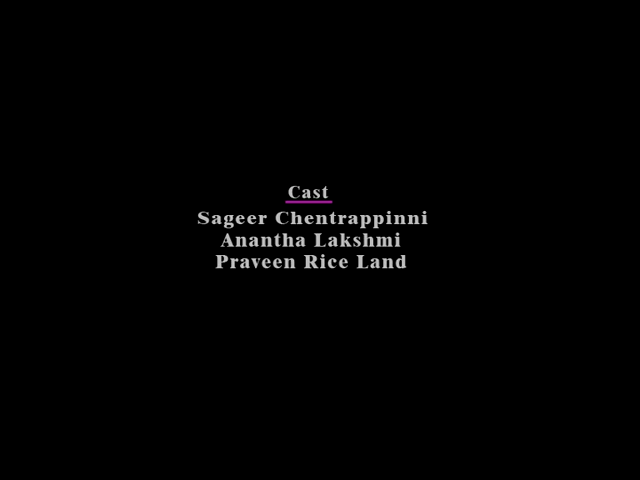 Cast
Sageer Chentrappinni
Anantha Lakshmi
Praveen Rice Land